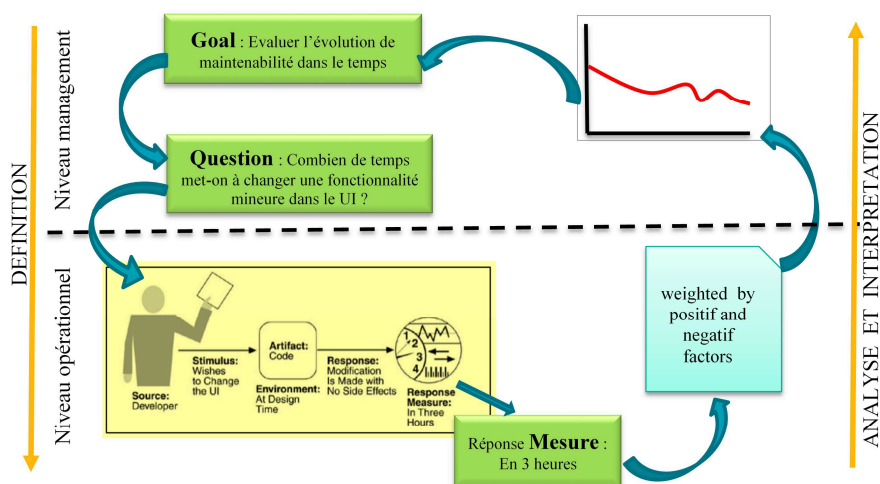 Goal : Evaluer l'évolution de
maintenabilité dans le temps
Question : Combien de temps
met-on à changer une fonctionnalité
mineure dans le UI ?
Niveau management
DEFINITION
ANALYSE ET INTERPRETATION
Niveau opérationnel
Source:
Developer
Stimulus:
Wishes
to Change
the UI
Artifact:
Code
Environment:
At Design
Time
Response:
Modification
Is Made with
No Side Effects
1
2
3
4
Response
Measure:
In Three
Hours
weighted by
positif and
negatif
factors
Réponse Mesure :
En 3 heures